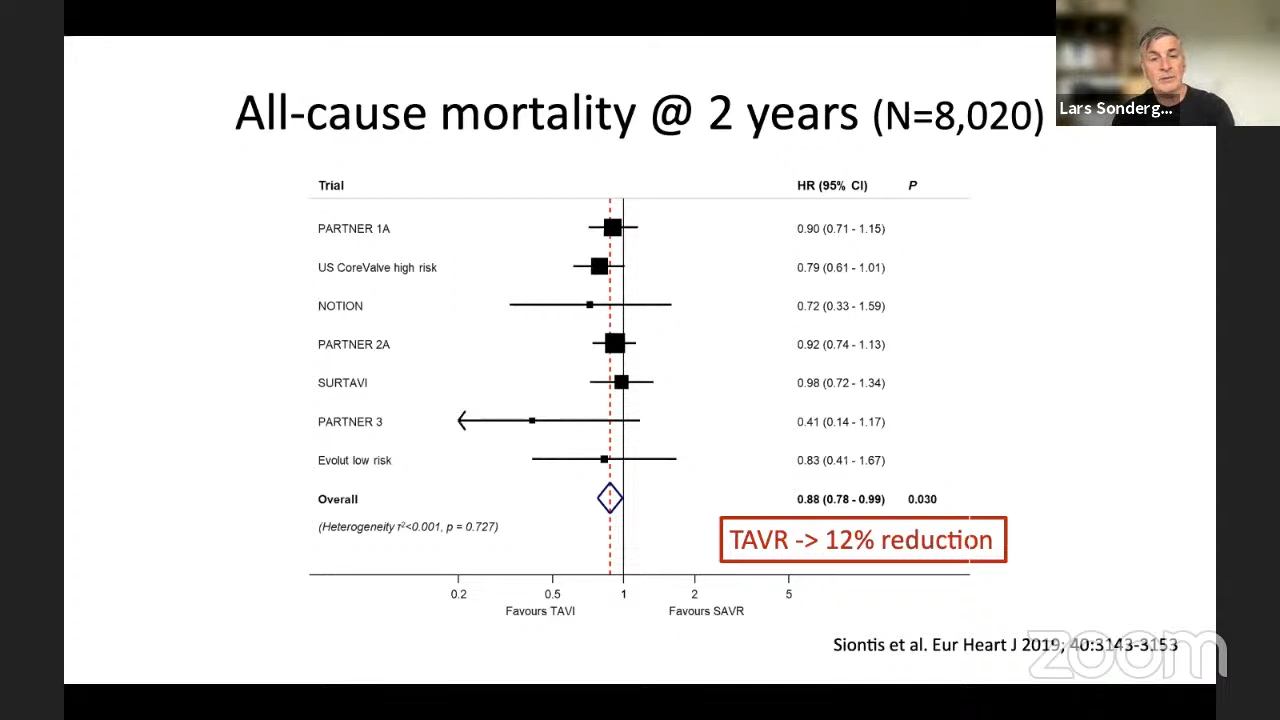 All-cause mortality @ 2 years (N=8,020)
Lars Sonderg...
Trial HR (95% CI) P
PARTNER 1A 0.90 (0.71 - 1.15)
US CoreValve high risk 0.79 (0.61 - 1.01)
NOTION 0.72 (0.33 - 1.59)
PARTNER 2A 0.92 (0.74 - 1.13)
SURTAVI 0.98 (0.72 - 1.34)
PARTNER 3 0.41 (0.14 - 1.17)
Evolut low risk 0.83 (0.41 - 1.67)
Overall 0.88 (0.78 - 0.99) 0.030
(Heterogeneity τ²<0.001, p = 0.727)
TAVR -> 12% reduction
0.2 0.5 1 2 5
Favours TAVI Favours SAVR
Siontis et al. Eur Heart J 2019; 40:3143-3153
zoom